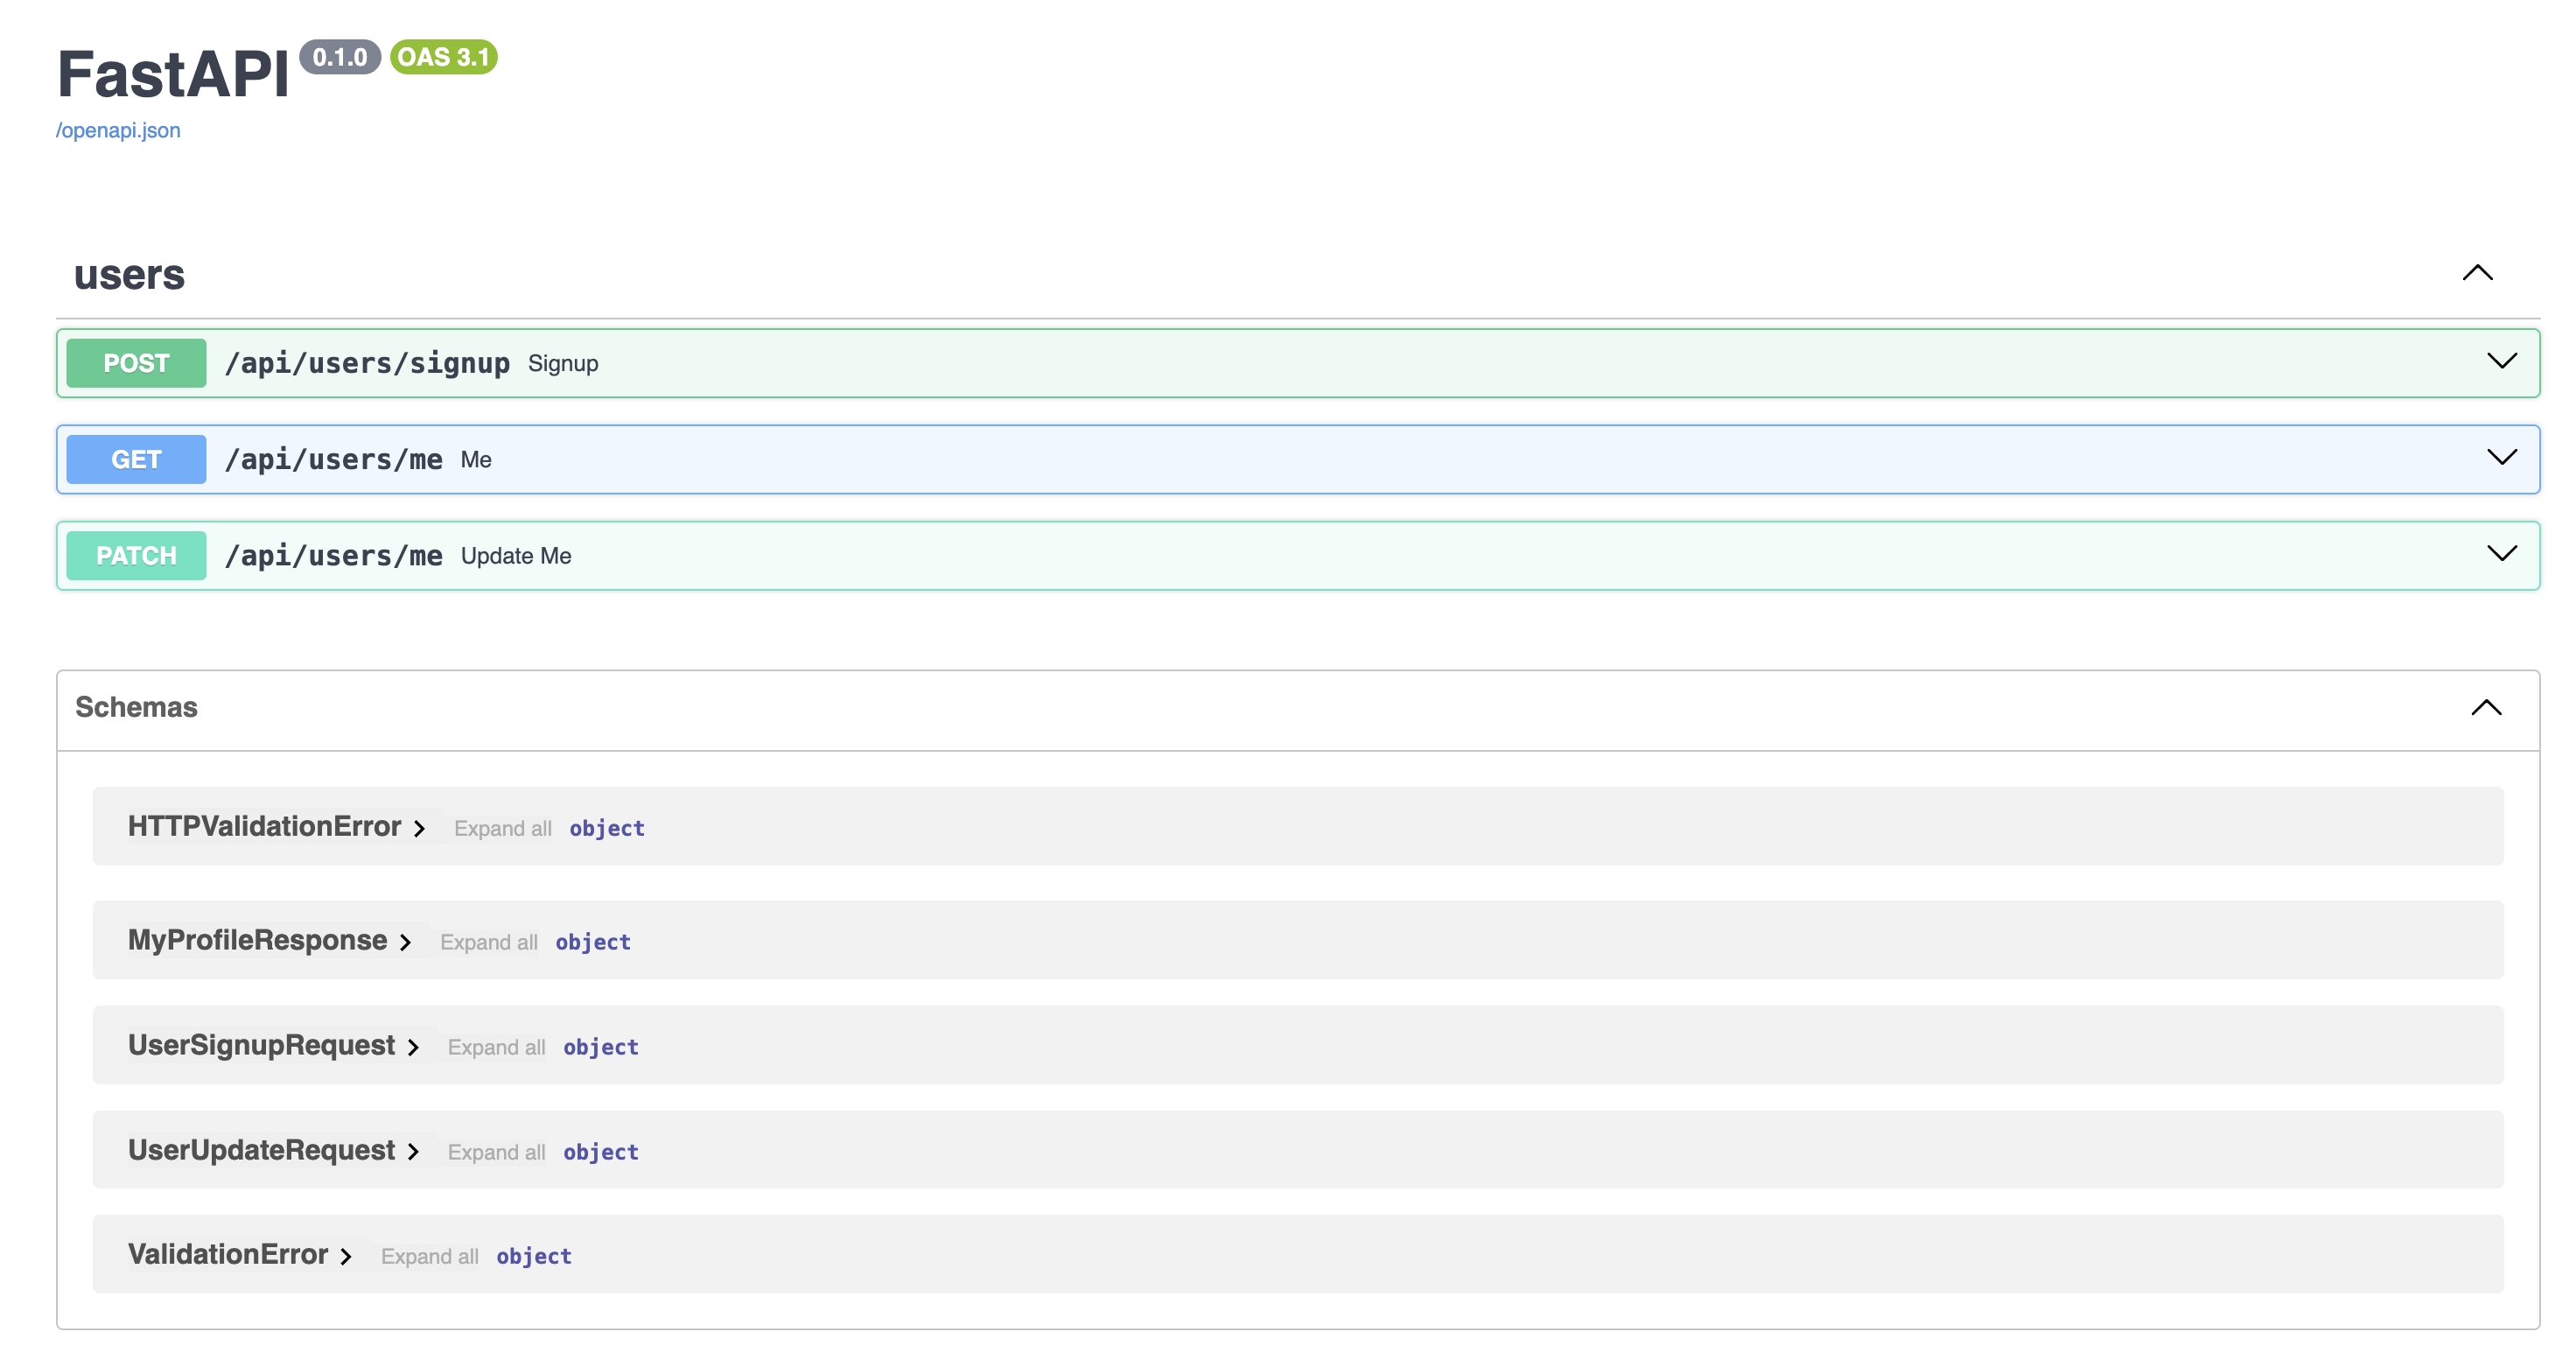 FastAPI 0.1.0 OAS 3.1
/openapi.json
users
POST /api/users/signup Signup
GET /api/users/me Me
PATCH /api/users/me Update Me
Schemas
HTTPValidationError Expand all object
MyProfileResponse Expand all object
UserSignupRequest Expand all object
UserUpdateRequest Expand all object
ValidationError Expand all object